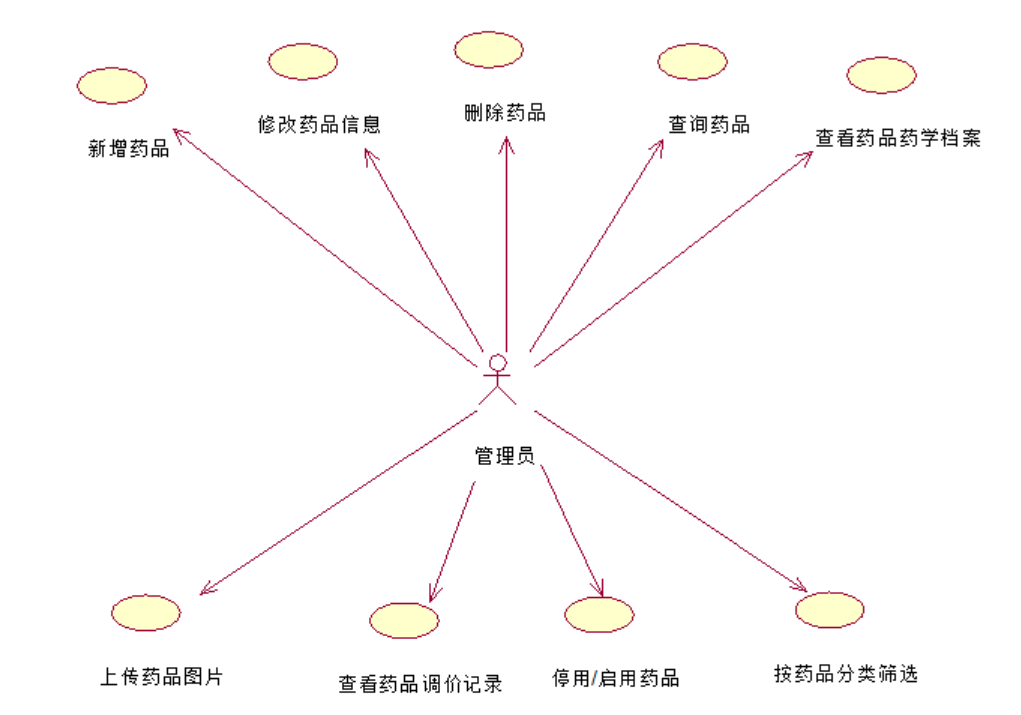 新增药品
修改药品信息
删除药品
查询药品
查看药品药学档案
管理员
上传药品图片
查看药品调价记录
停用/启用药品
按药品分类筛选